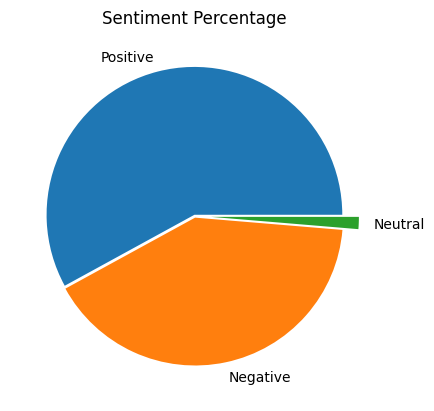 Sentiment Percentage
Positive
Neutral
Negative